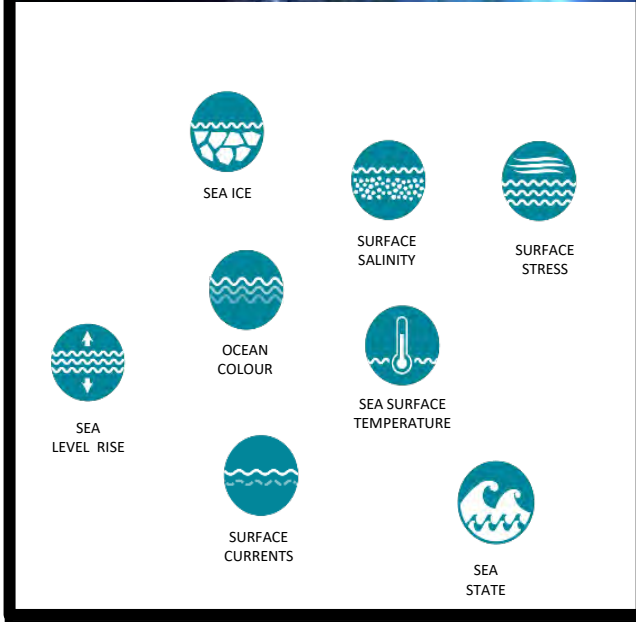 SEA ICE
SURFACE
SALINITY
SURFACE
STRESS
OCEAN
COLOUR
SEA SURFACE
TEMPERATURE
SEA
LEVEL RISE
SURFACE
CURRENTS
SEA
STATE